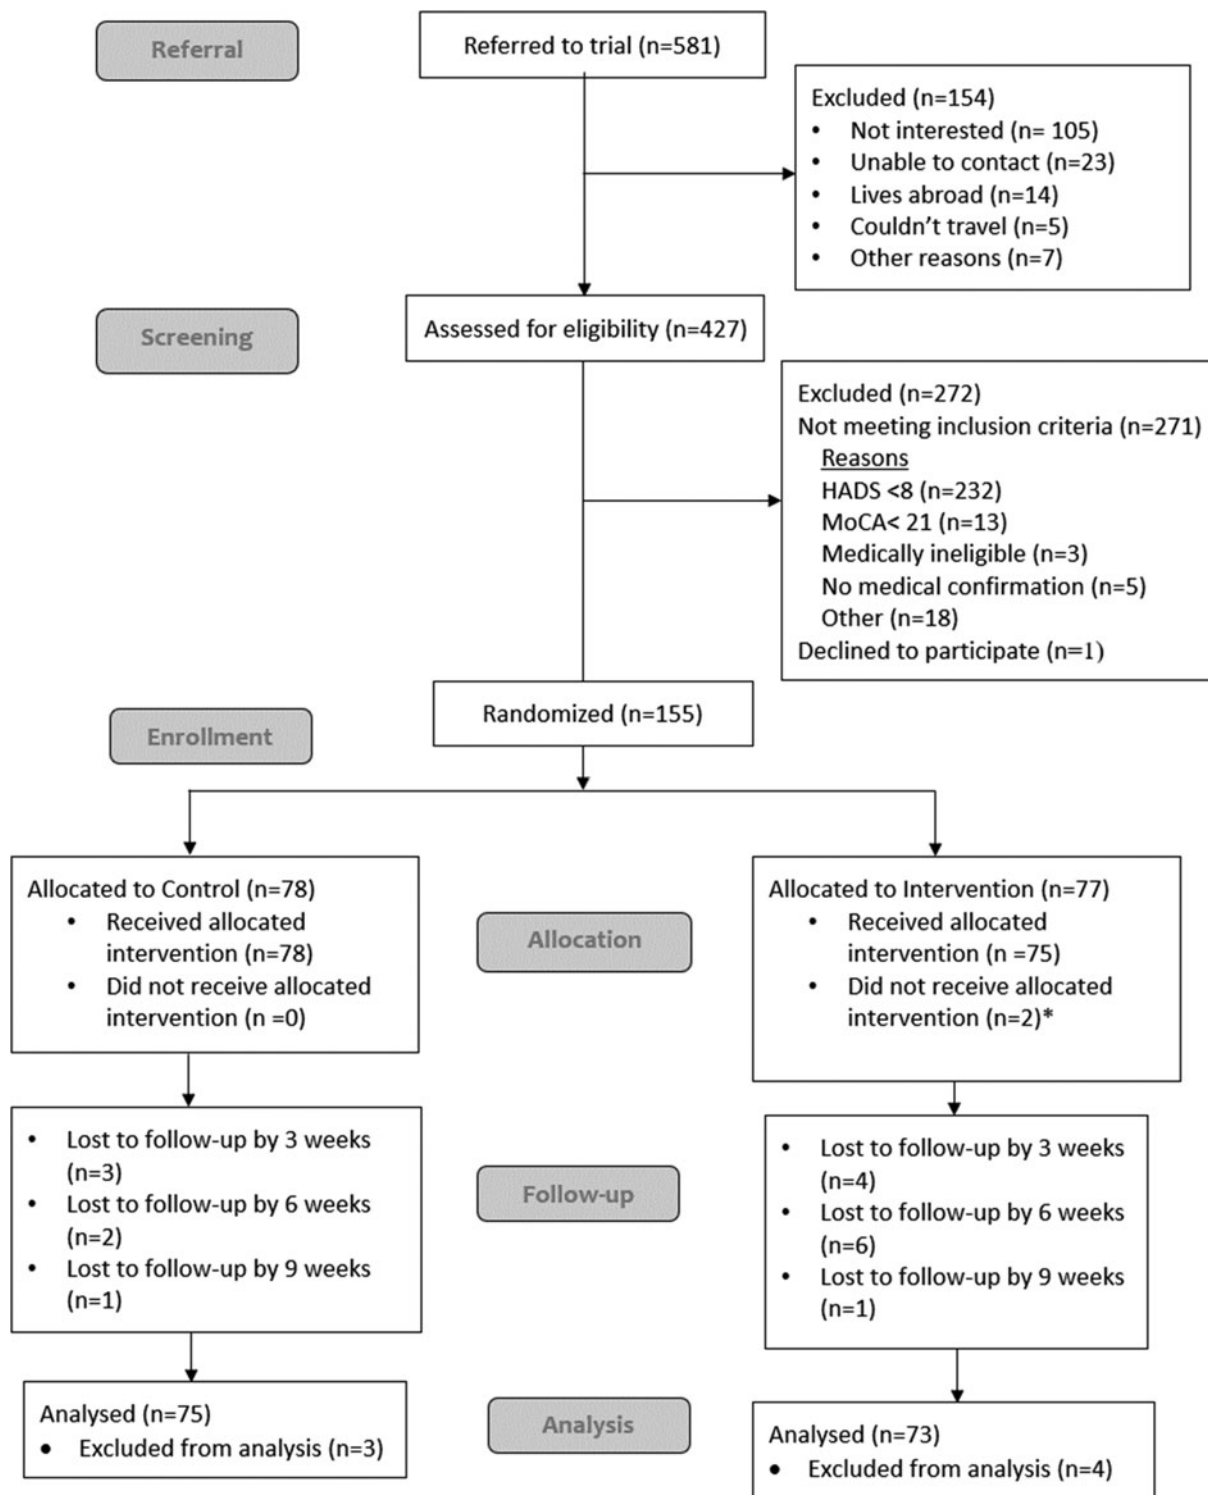 Referral
Referred to trial (n=581)
Excluded (n=154)
• Not interested (n= 105)
• Unable to contact (n=23)
• Lives abroad (n=14)
• Couldn't travel (n=5)
• Other reasons (n=7)
Screening
Assessed for eligibility (n=427)
Excluded (n=272)
Not meeting inclusion criteria (n=271)
Reasons
HADS <8 (n=232)
MoCA< 21 (n=13)
Medically ineligible (n=3)
No medical confirmation (n=5)
Other (n=18)
Declined to participate (n=1)
Enrollment
Randomized (n=155)
Allocated to Control (n=78)
• Received allocated
intervention (n=78)
• Did not receive allocated
intervention (n =0)
Allocation
Allocated to Intervention (n=77)
• Received allocated
intervention (n =75)
• Did not receive allocated
intervention (n=2)*
• Lost to follow-up by 3 weeks
(n=3)
• Lost to follow-up by 6 weeks
(n=2)
• Lost to follow-up by 9 weeks
(n=1)
Follow-up
• Lost to follow-up by 3 weeks
(n=4)
• Lost to follow-up by 6 weeks
(n=6)
• Lost to follow-up by 9 weeks
(n=1)
Analysed (n=75)
• Excluded from analysis (n=3)
Analysis
Analysed (n=73)
• Excluded from analysis (n=4)